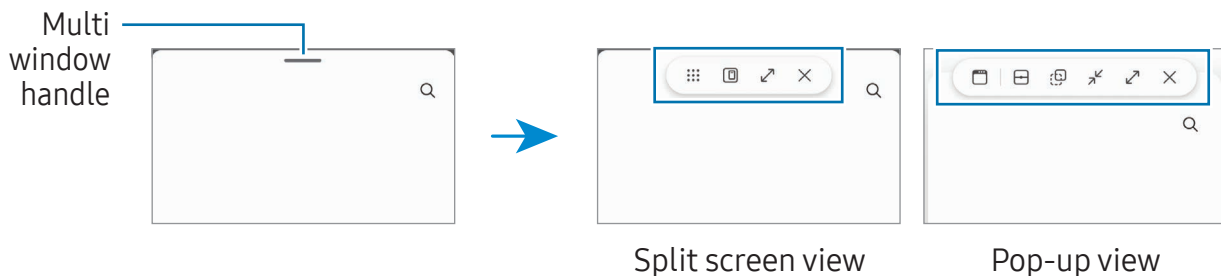 Multi
window
handle
Split screen view
Pop-up view